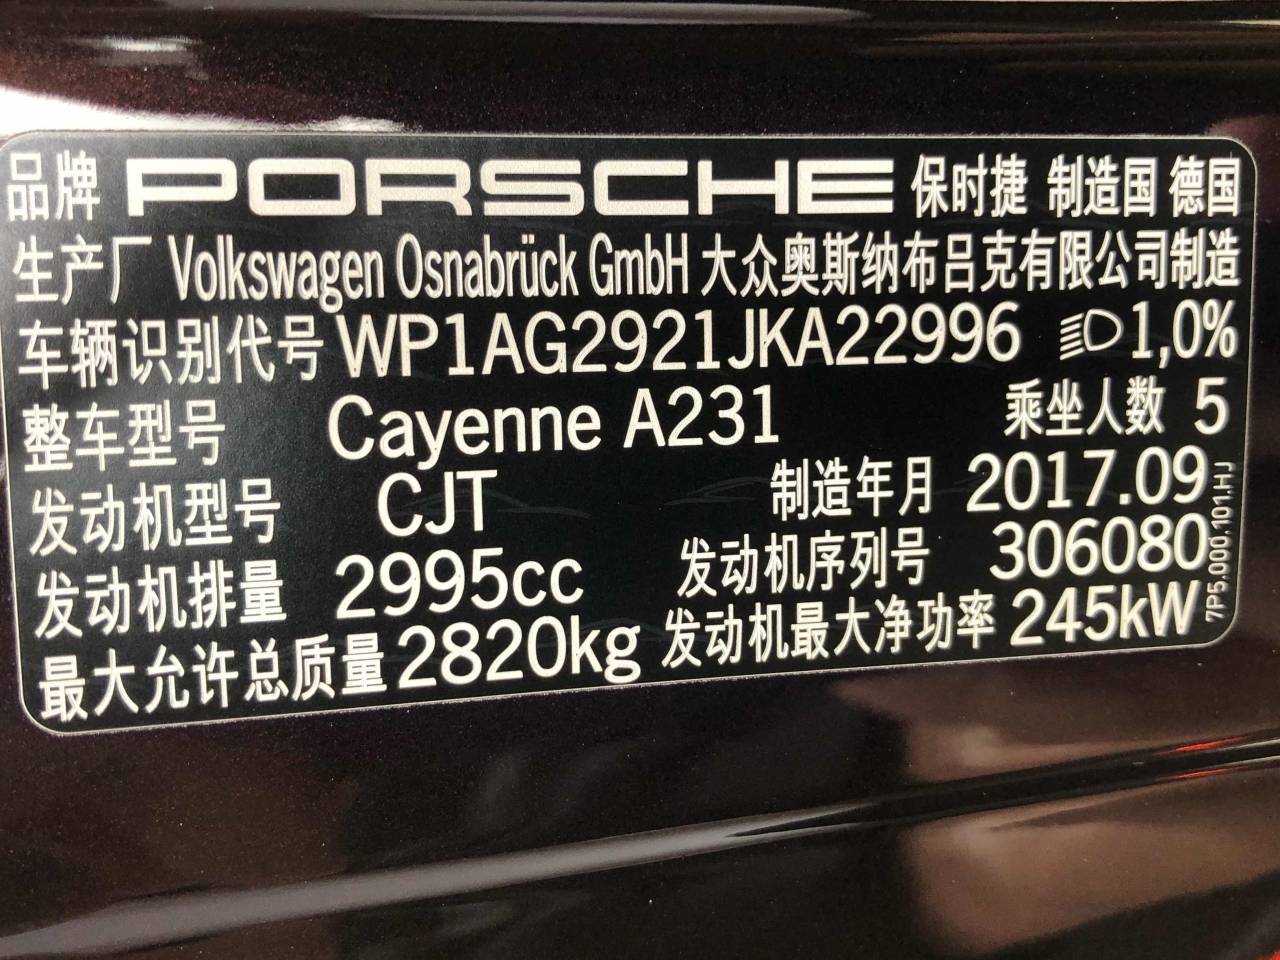 品牌 PORSCHE 保时捷 制造国 德国
生产厂 Volkswagen Osnabrück GmbH 大众奥斯纳布吕克有限公司制造
车辆识别代号 WP1AG2921JKA22996 1,0%
整车型号 Cayenne A231 乘坐人数 5
发动机型号 CJT 制造年月 2017.09
发动机排量 2995cc 发动机序列号 306080
最大允许总质量 2820kg 发动机最大净功率 245kW
7P5.000.101.HJ